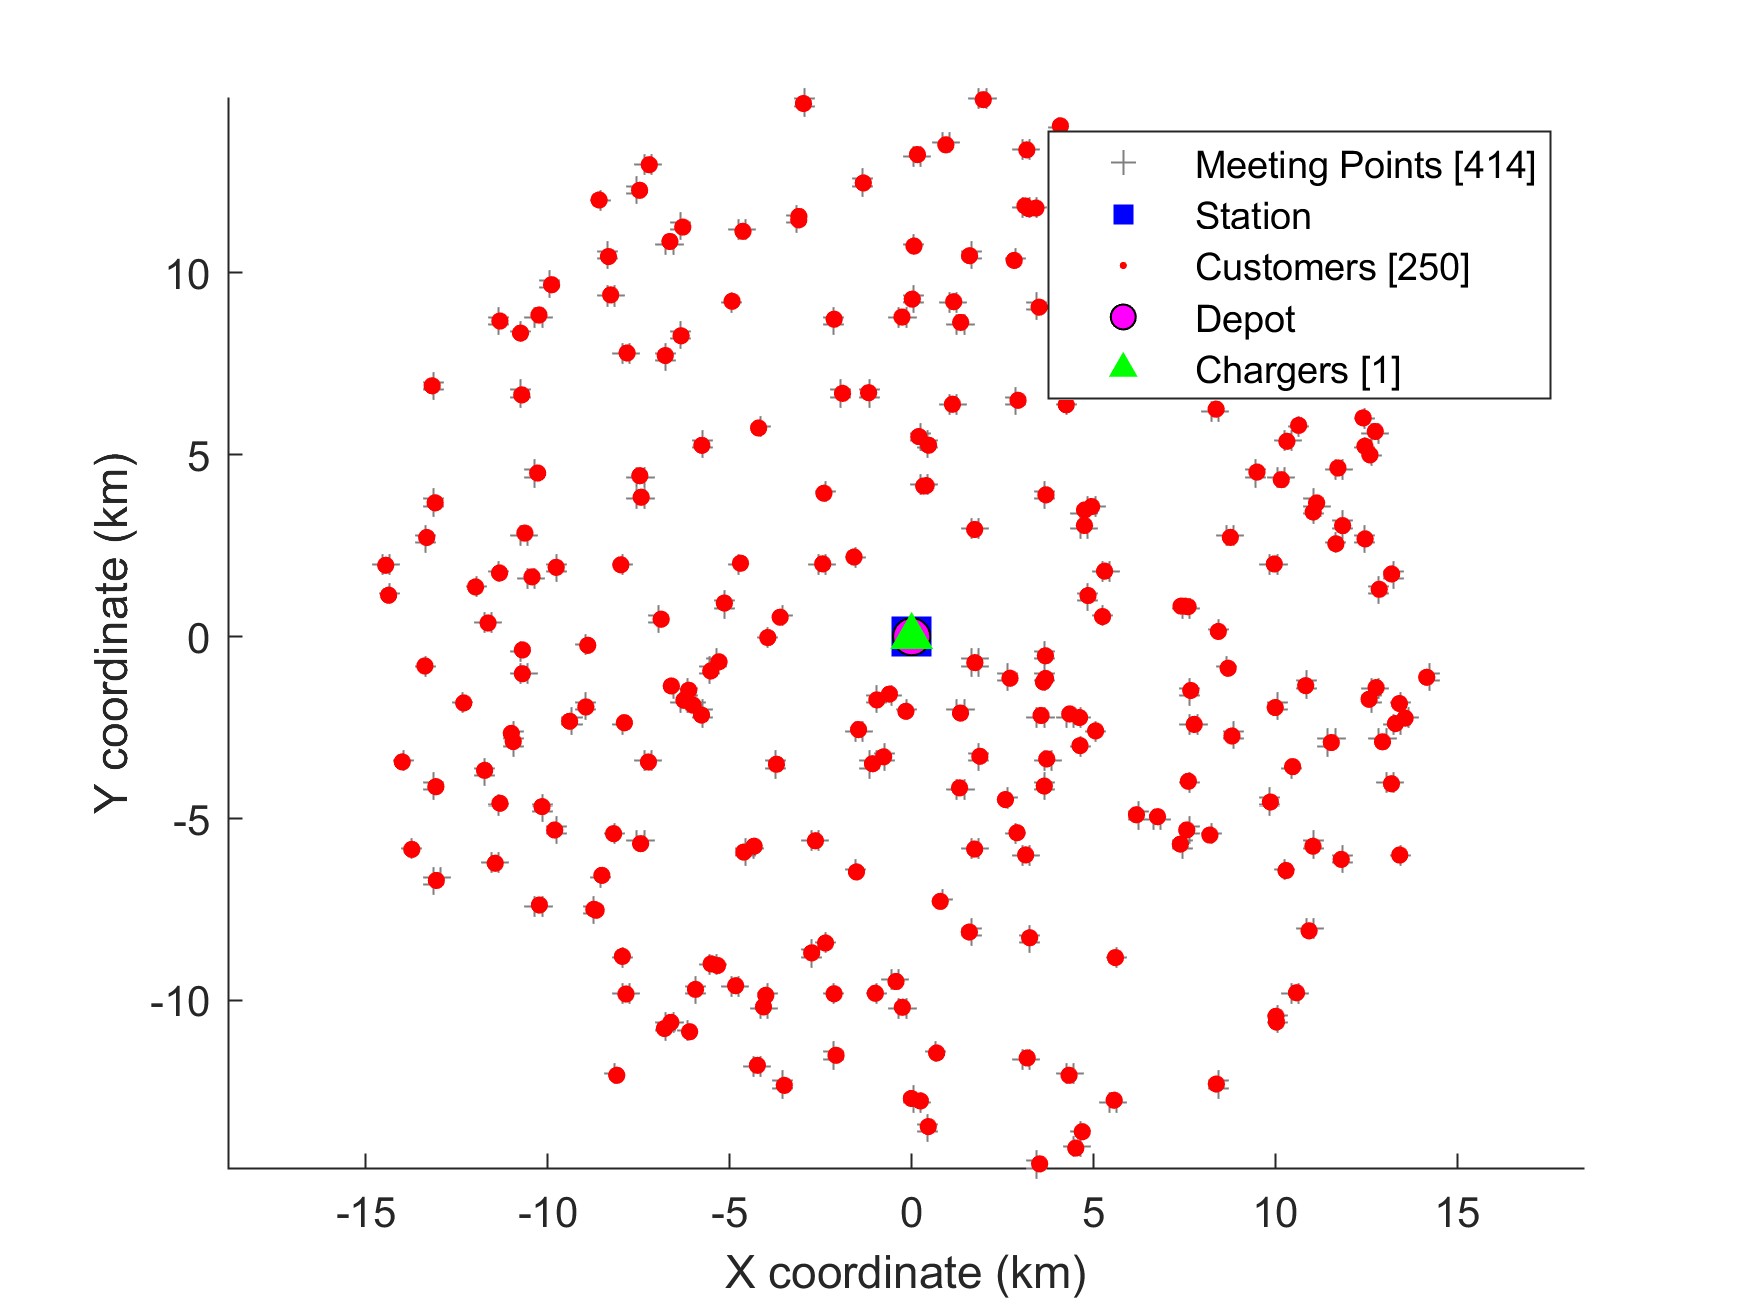 Meeting Points [414]
Station
Customers [250]
Depot
Chargers [1]
10
5
0
-5
-10
Y coordinate (km)
-15 -10 -5 0 5 10 15
X coordinate (km)